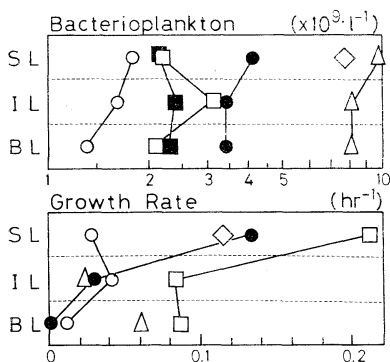 Bacterioplankton (x10⁹·l⁻¹)
SL
IL
BL
1 2 3 4 5 10
Growth Rate (hr⁻¹)
SL
IL
BL
0 0.1 0.2